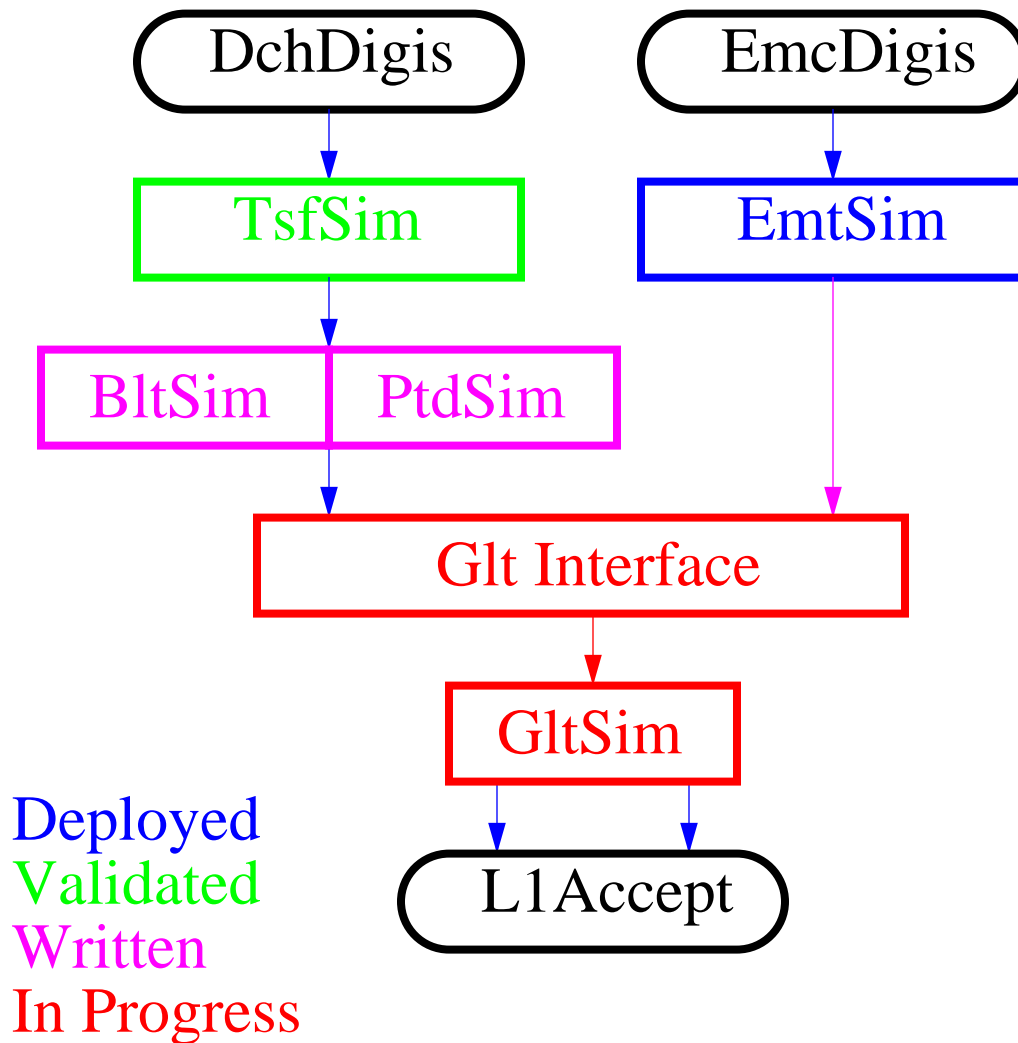 DchDigis
EmcDigis
TsfSim
EmtSim
BltSim
PtdSim
Glt Interface
GltSim
L1Accept
Deployed
Validated
Written
In Progress